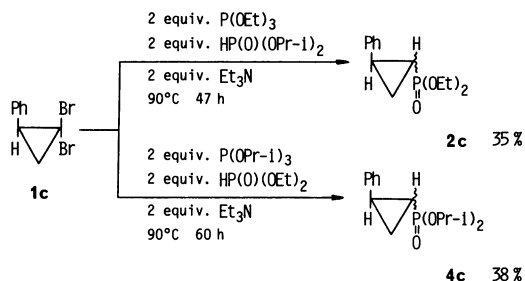 2 equiv. P(OEt)3
2 equiv. HP(O)(OPr-i)2
2 equiv. Et3N
90°C 47 h
Ph
H
P(OEt)2
H
O
2c 35%
Ph
Br
H
Br
1c
2 equiv. P(OPr-i)3
2 equiv. HP(O)(OEt)2
2 equiv. Et3N
90°C 60 h
Ph
H
H
P(OPr-i)2
O
4c 38%